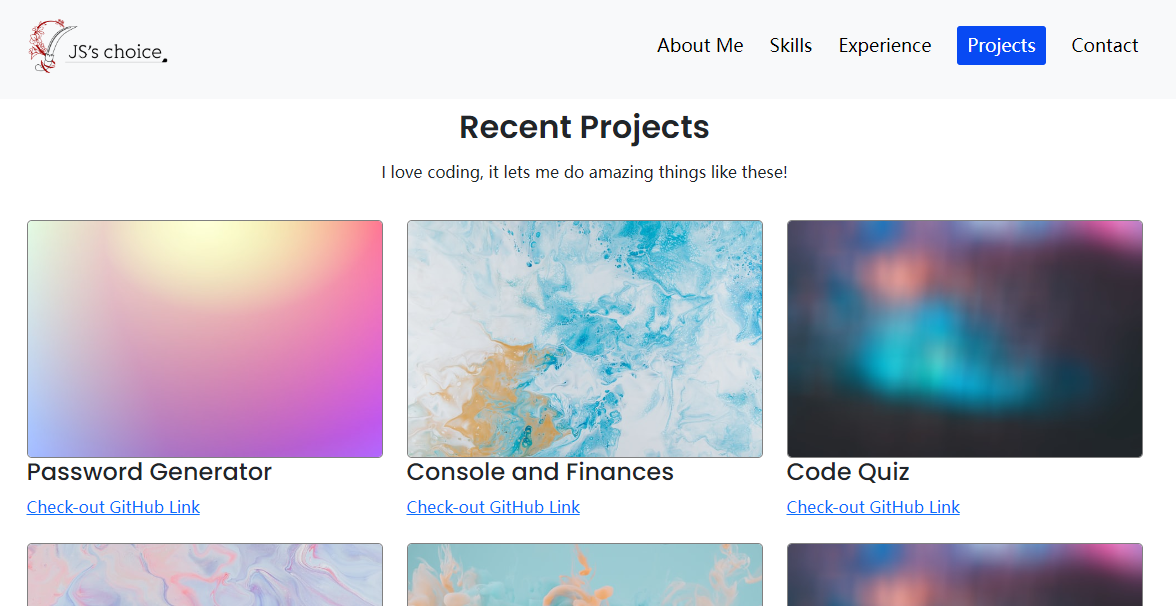 JS's choice.
About Me Skills Experience Projects Contact
Recent Projects
I love coding, it lets me do amazing things like these!
Password Generator Console and Finances Code Quiz
Check-out GitHub Link Check-out GitHub Link Check-out GitHub Link